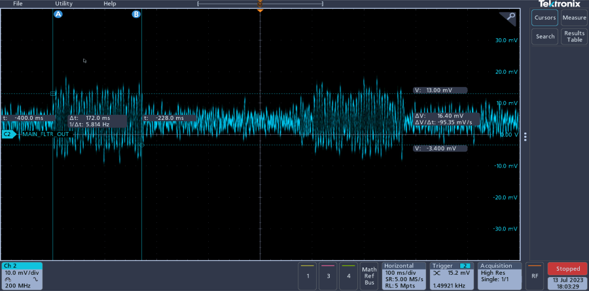 File Utility Help
Tektronix
A B
Cursors Measure
Search Results
Table
30.0 mV
20.0 mV
V: 13.00 mV
10.0 mV
t: -400.0 ms Δt: 172.0 ms t: -228.0 ms ΔV: 16.40 mV
1/Δt: 5.814 Hz ΔV/Δt: -95.35 mV/s
C2 MAIN_FLTR_OUT
V: -3.400 mV
-10.0 mV
-20.0 mV
-30.0 mV
Ch 2
10.0 mV/div
200 MHz
1 3 4
Math
Ref
Bus
Horizontal
100 ms/div
SR: 5.00 MS/s
RL: 5 Mpts
Trigger
15.2 mV
1.49921 kHz
Acquisition
High Res
Single: 1/1
RF
Stopped
13 Jul 2023
18:03:29